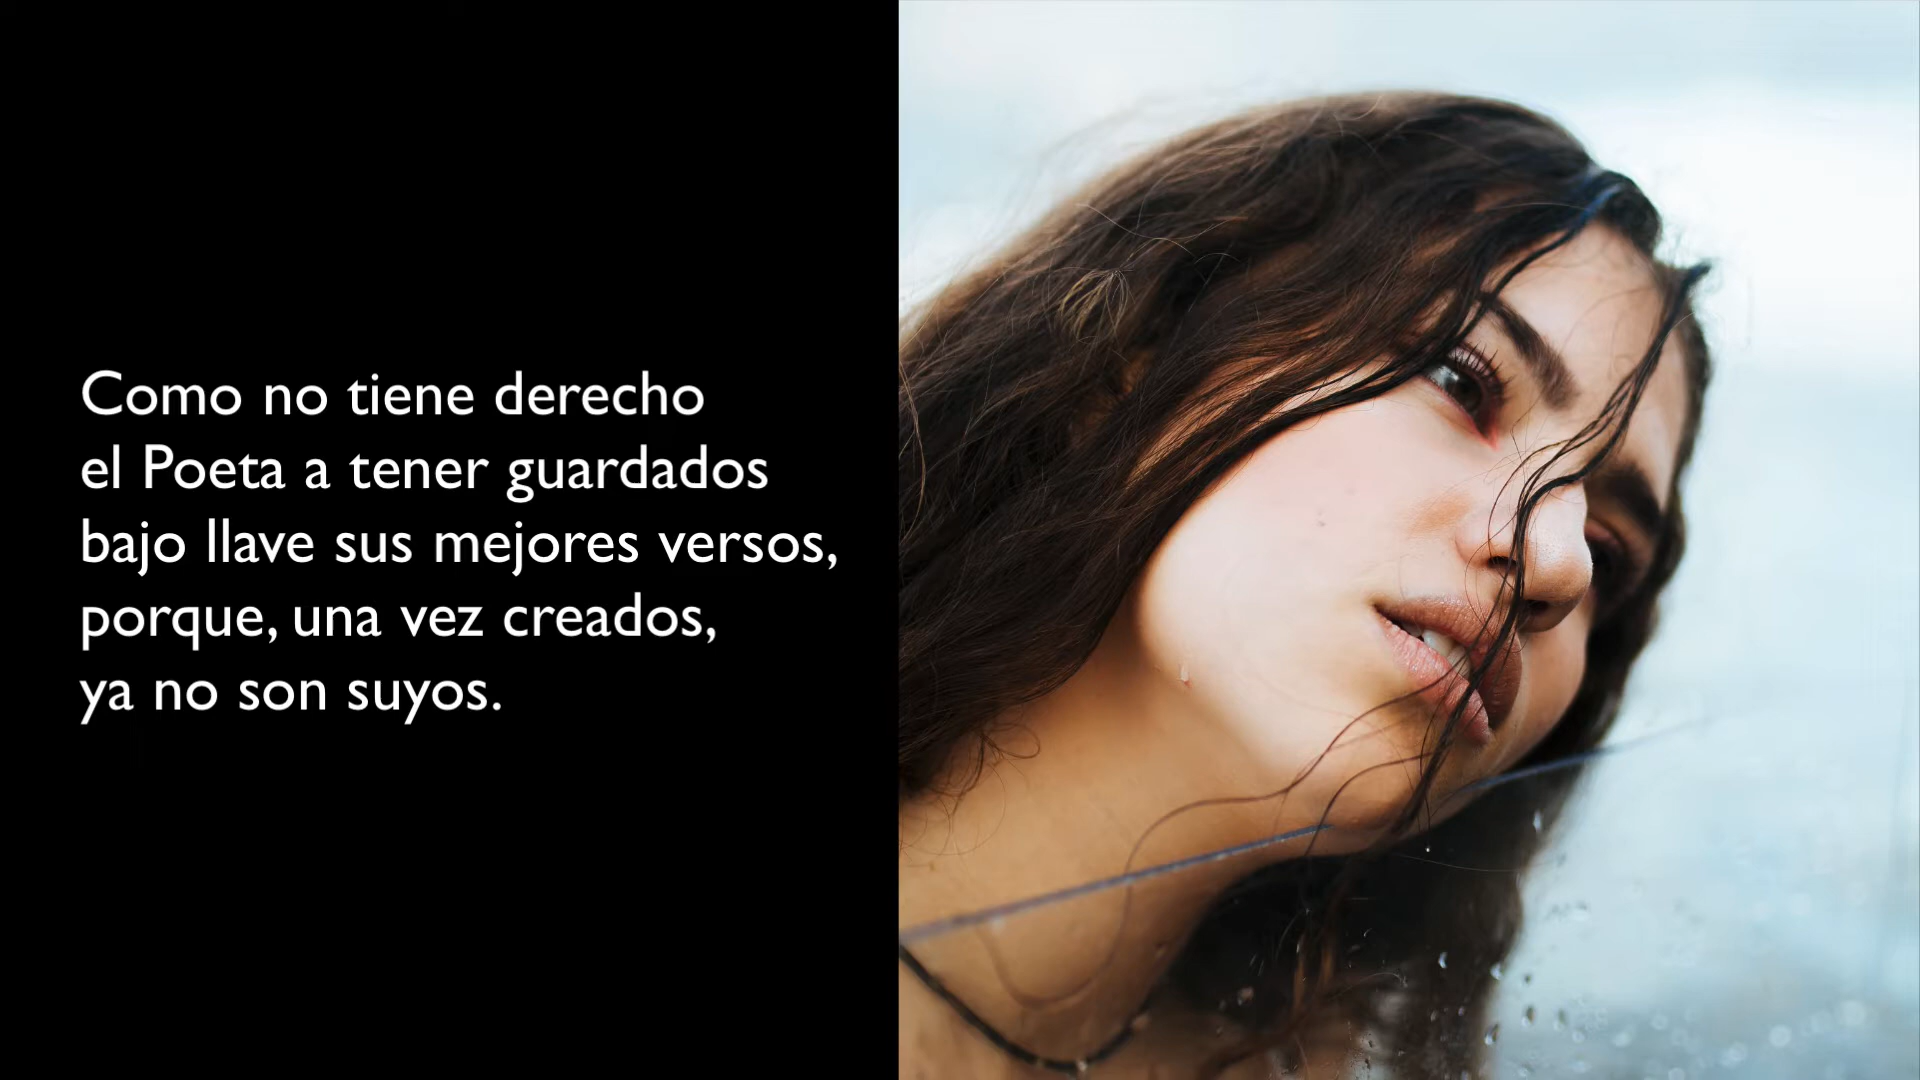 Como no tiene derecho
el Poeta a tener guardados
bajo llave sus mejores versos,
porque, una vez creados,
ya no son suyos.